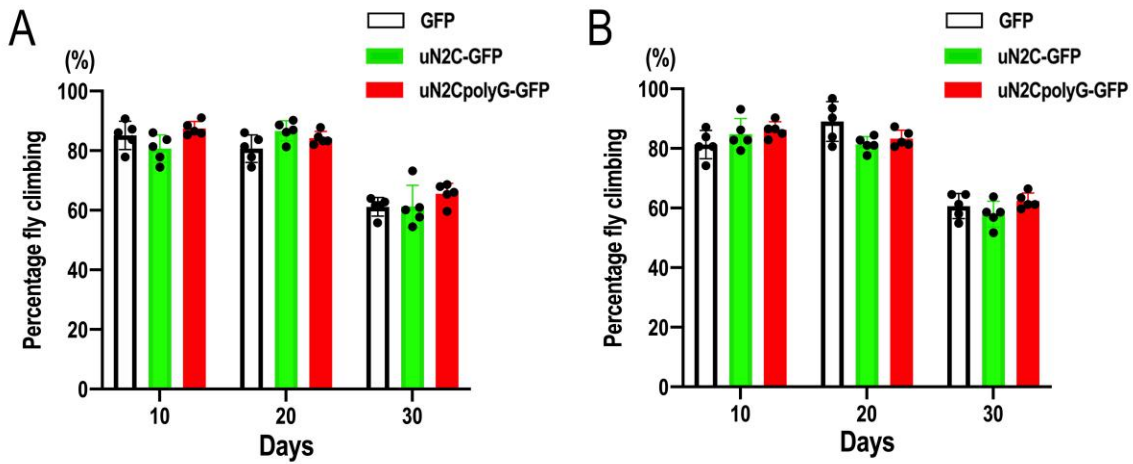 A
GFP
uN2C-GFP
uN2CpolyG-GFP
(%)
100
80
60
40
20
0
Percentage fly climbing
10
20
30
Days
B
GFP
uN2C-GFP
uN2CpolyG-GFP
(%)
100
80
60
40
20
0
Percentage fly climbing
10
20
30
Days